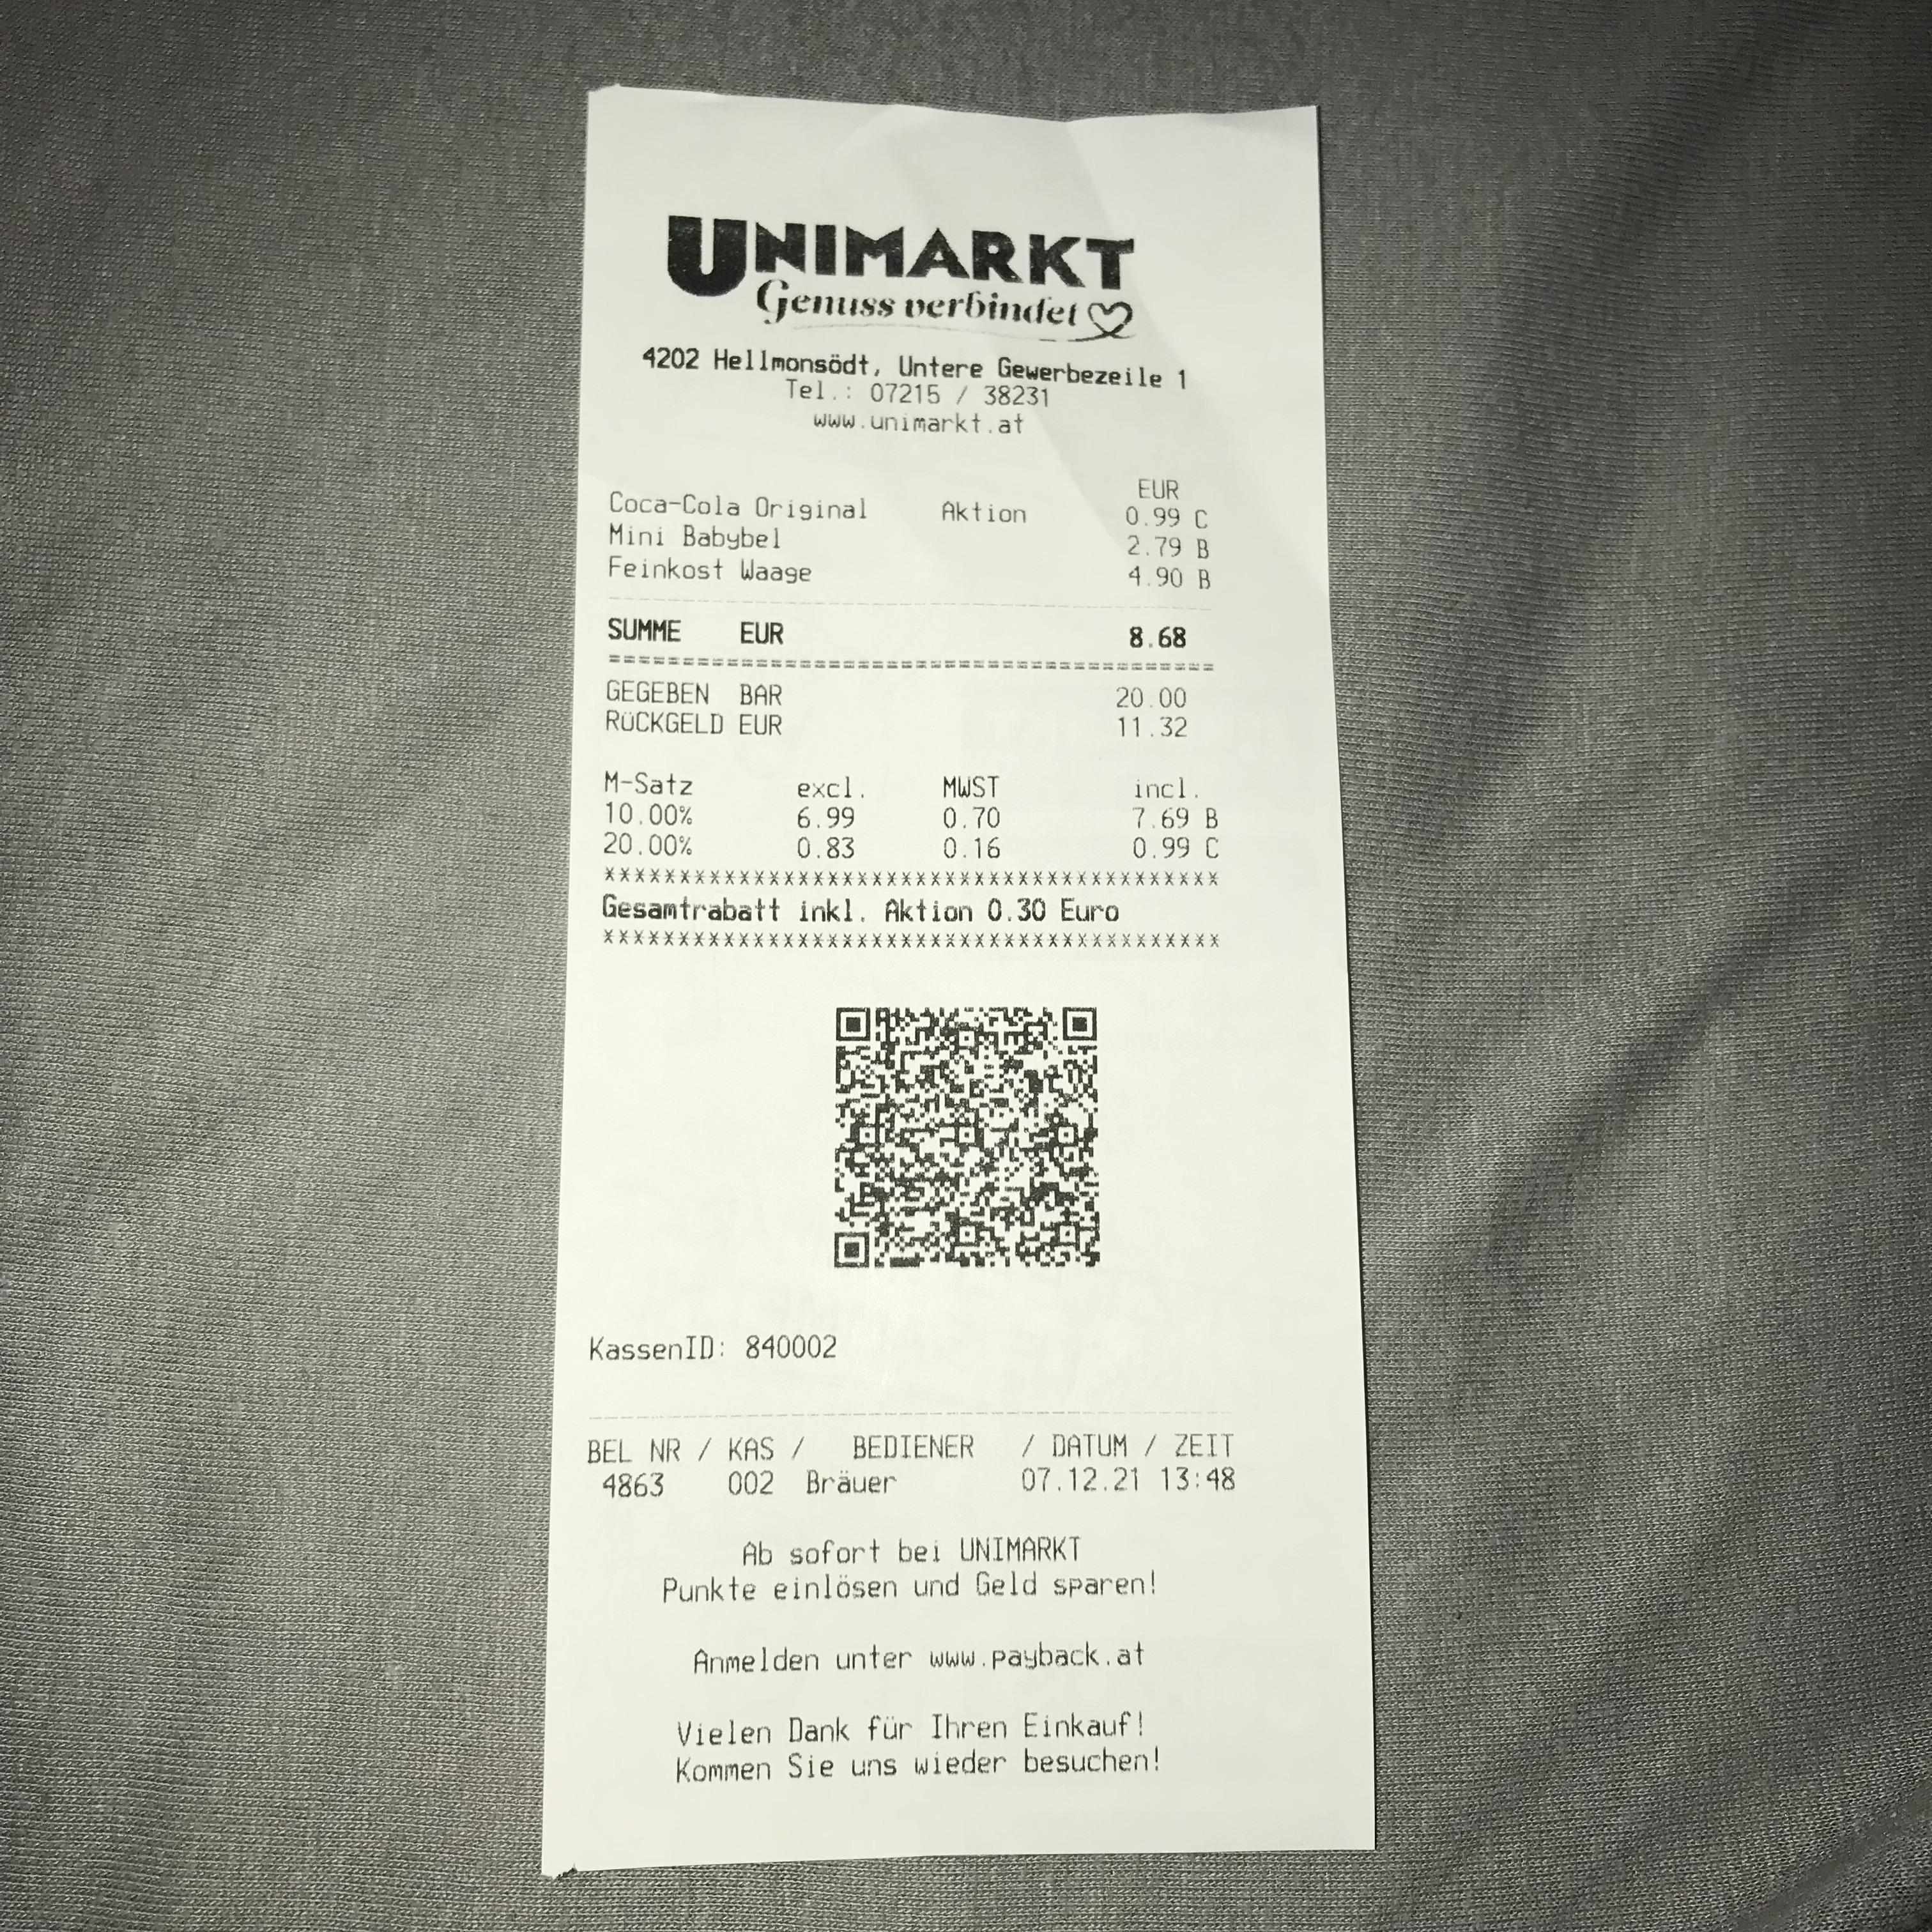 UNIMARKT
Genuss verbindet
4202 Hellmonsödt, Untere Gewerbezeile 1
Tel.: 07215 / 38231
www.unimarkt.at
EUR
Coca-Cola Original Aktion 0.99 C
Mini Babybel 2.79 B
Feinkost Waage 4.90 B
SUMME EUR 8.68
==========================================
GEGEBEN BAR 20.00
RÜCKGELD EUR 11.32
M-Satz excl. MWST incl.
10.00% 6.99 0.70 7.69 B
20.00% 0.83 0.16 0.99 C
******************************************
Gesamtrabatt inkl. Aktion 0.30 Euro
******************************************
KassenID: 840002
BEL NR / KAS / BEDIENER / DATUM / ZEIT
4863 002 Bräuer 07.12.21 13:48
Ab sofort bei UNIMARKT
Punkte einlösen und Geld sparen!
Anmelden unter www.payback.at
Vielen Dank für Ihren Einkauf!
Kommen Sie uns wieder besuchen!